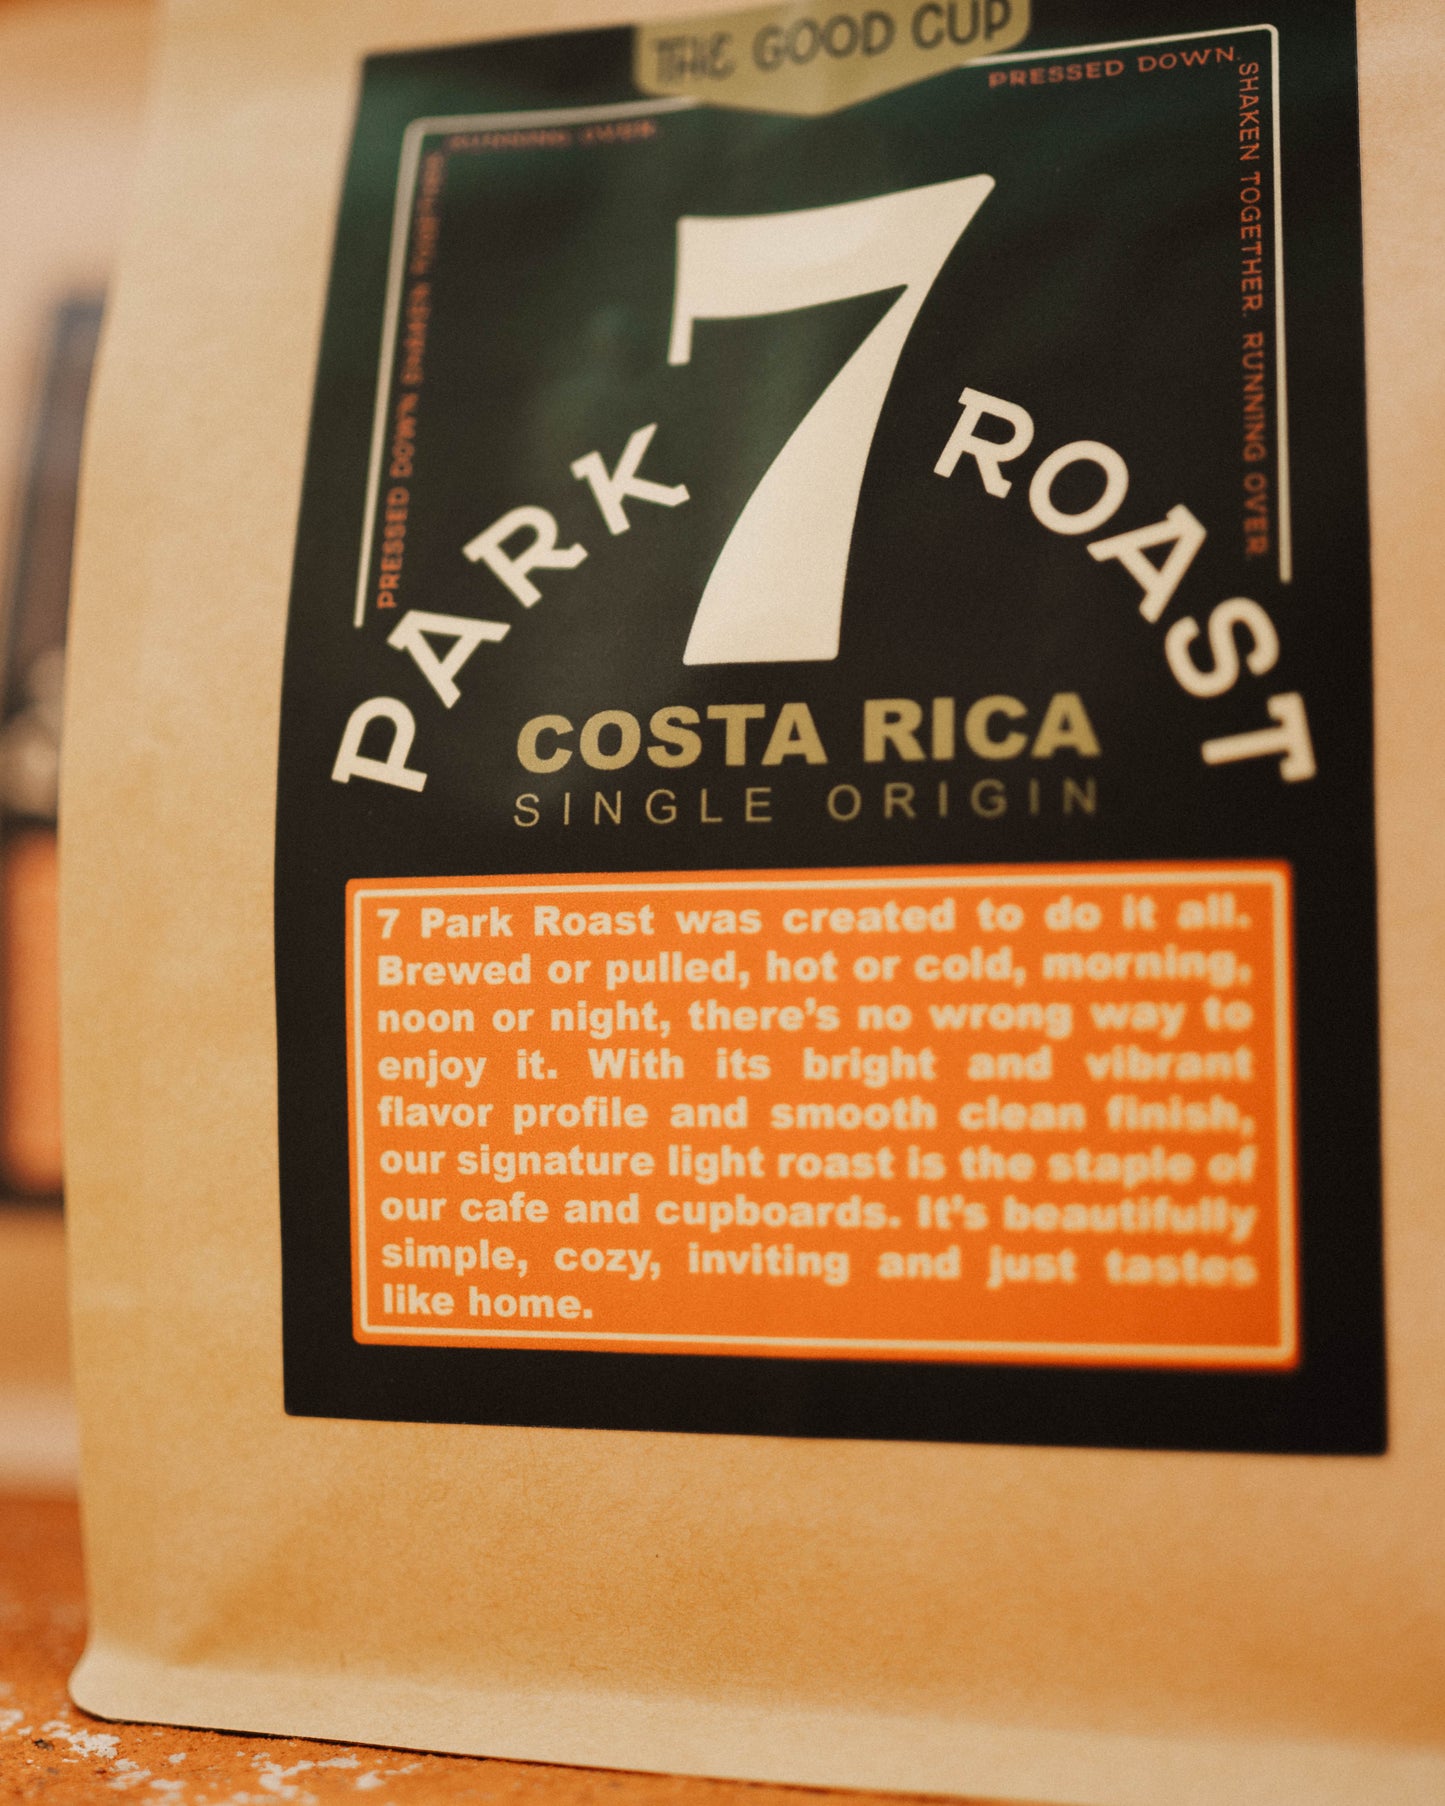 THE GOOD CUP
RUNNING OVER.
PRESSED DOWN.
SHAKEN TOGETHER. RUNNING OVER.
PRESSED DOWN. SHAKEN TOGETHER.
7
PARK ROAST
COSTA RICA
SINGLE ORIGIN
7 Park Roast was created to do it all.
Brewed or pulled, hot or cold, morning,
noon or night, there's no wrong way to
enjoy it. With its bright and vibrant
flavor profile and smooth clean finish,
our signature light roast is the staple of
our cafe and cupboards. It's beautifully
simple, cozy, inviting and just tastes
like home.